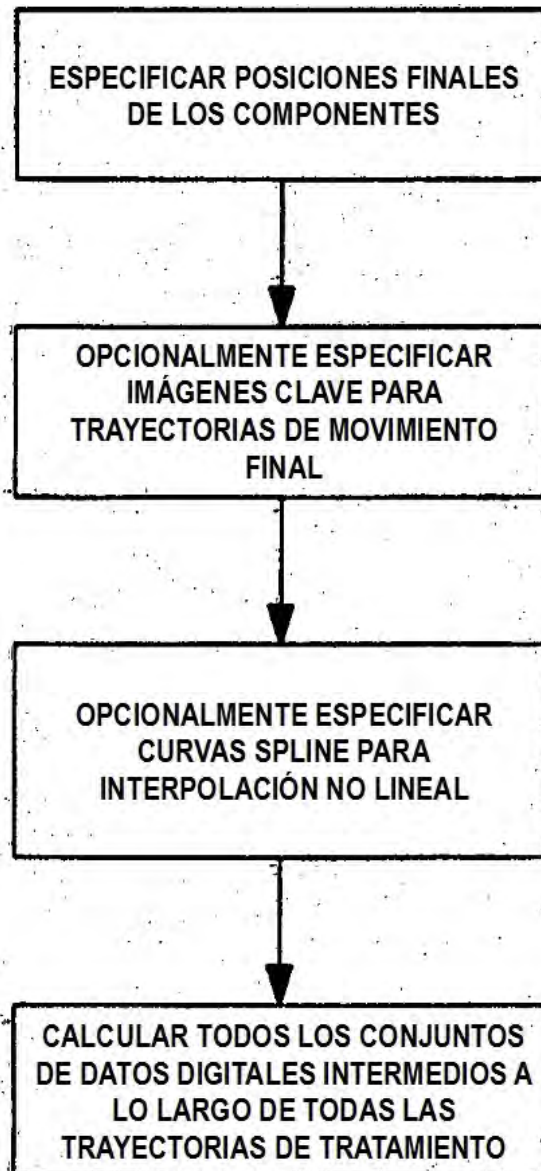 ESPECIFICAR POSICIONES FINALES
DE LOS COMPONENTES
OPCIONALMENTE ESPECIFICAR
IMÁGENES CLAVE PARA
TRAYECTORIAS DE MOVIMIENTO
FINAL
OPCIONALMENTE ESPECIFICAR
CURVAS SPLINE PARA
INTERPOLACIÓN NO LINEAL
CALCULAR TODOS LOS CONJUNTOS
DE DATOS DIGITALES INTERMEDIOS A
LO LARGO DE TODAS LAS
TRAYECTORIAS DE TRATAMIENTO